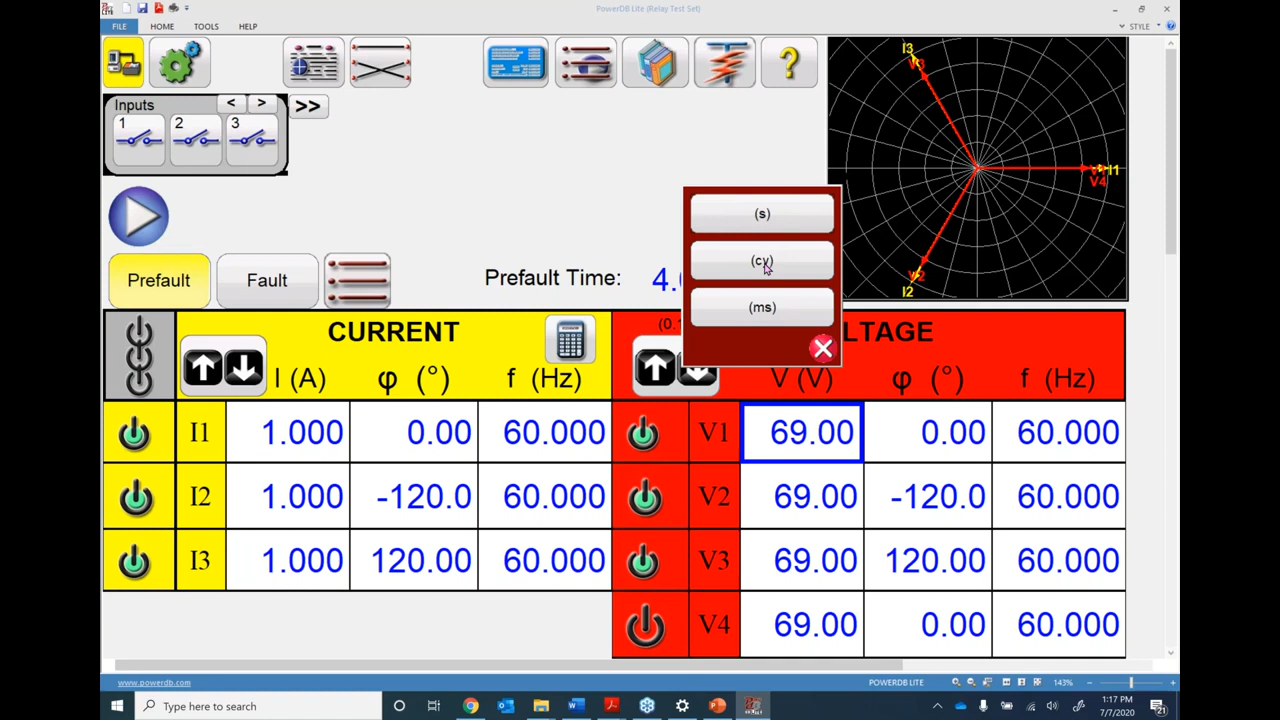 PowerDB Lite (Relay Test Set)
FILE HOME TOOLS HELP STYLE
Inputs < > >>
1 2 3
?
I3
V3
V1 I1
V4
V2
I2
(s)
(cy)
(ms)
Prefault Fault Prefault Time: 4.
CURRENT LTAGE
I (A) φ (°) f (Hz) V (V) φ (°) f (Hz)
I1 1.000 0.00 60.000 V1 69.00 0.00 60.000
I2 1.000 -120.0 60.000 V2 69.00 -120.0 60.000
I3 1.000 120.00 60.000 V3 69.00 120.00 60.000
V4 69.00 0.00 60.000
www.powerdb.com POWERDB LITE 143%
Type here to search
1:17 PM
7/7/2020
21